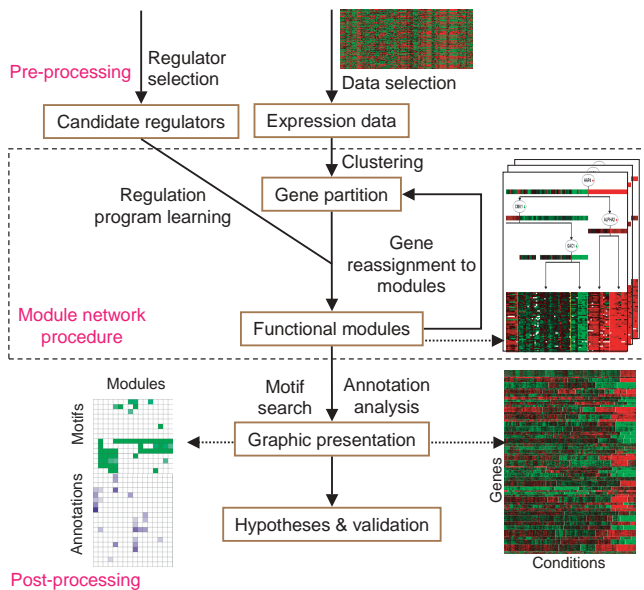 Pre-processing
Regulator
selection
Data selection
Candidate regulators
Expression data
Clustering
Regulation
program learning
Gene partition
Gene
reassignment to
modules
Module network
procedure
Functional modules
Modules
Motif
search
Annotation
analysis
Motifs
Graphic presentation
Annotations
Genes
Hypotheses & validation
Conditions
Post-processing